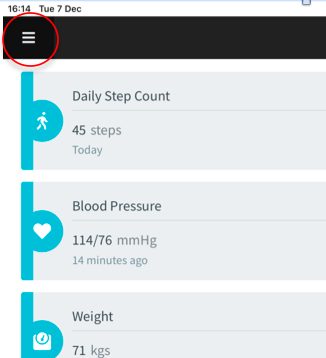 16:14 Tue 7 Dec
Daily Step Count
45 steps
Today
Blood Pressure
114/76 mmHg
14 minutes ago
Weight
71 kgs